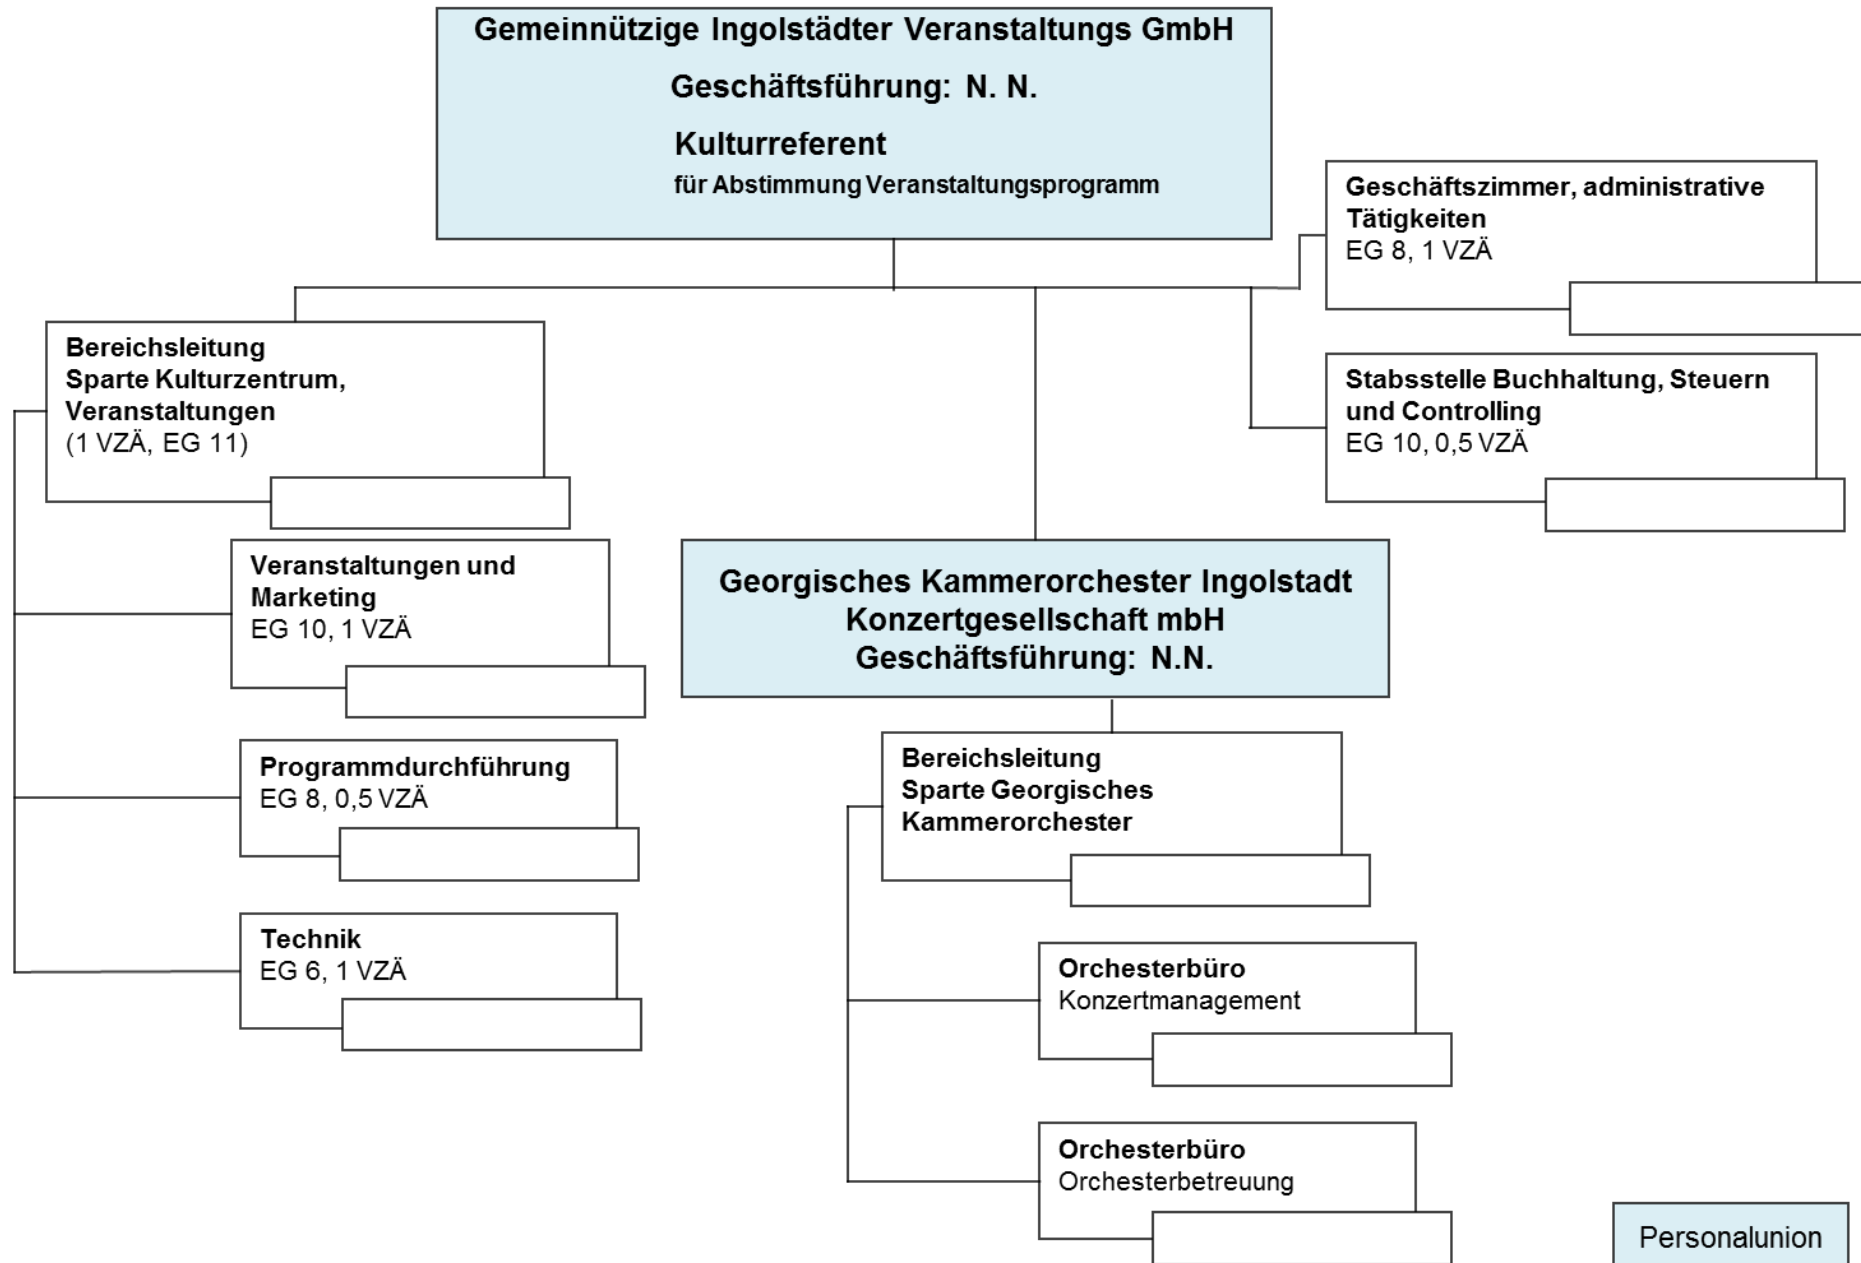 Gemeinnützige Ingolstädter Veranstaltungs GmbH
Geschäftsführung: N. N.
Kulturreferent
für Abstimmung Veranstaltungsprogramm
Geschäftszimmer, administrative
Tätigkeiten
EG 8, 1 VZÄ
Stabsstelle Buchhaltung, Steuern
und Controlling
EG 10, 0,5 VZÄ
Bereichsleitung
Sparte Kulturzentrum,
Veranstaltungen
(1 VZÄ, EG 11)
Veranstaltungen und
Marketing
EG 10, 1 VZÄ
Programmdurchführung
EG 8, 0,5 VZÄ
Technik
EG 6, 1 VZÄ
Georgisches Kammerorchester Ingolstadt
Konzertgesellschaft mbH
Geschäftsführung: N.N.
Bereichsleitung
Sparte Georgisches
Kammerorchester
Orchesterbüro
Konzertmanagement
Orchesterbüro
Orchesterbetreuung
Personalunion